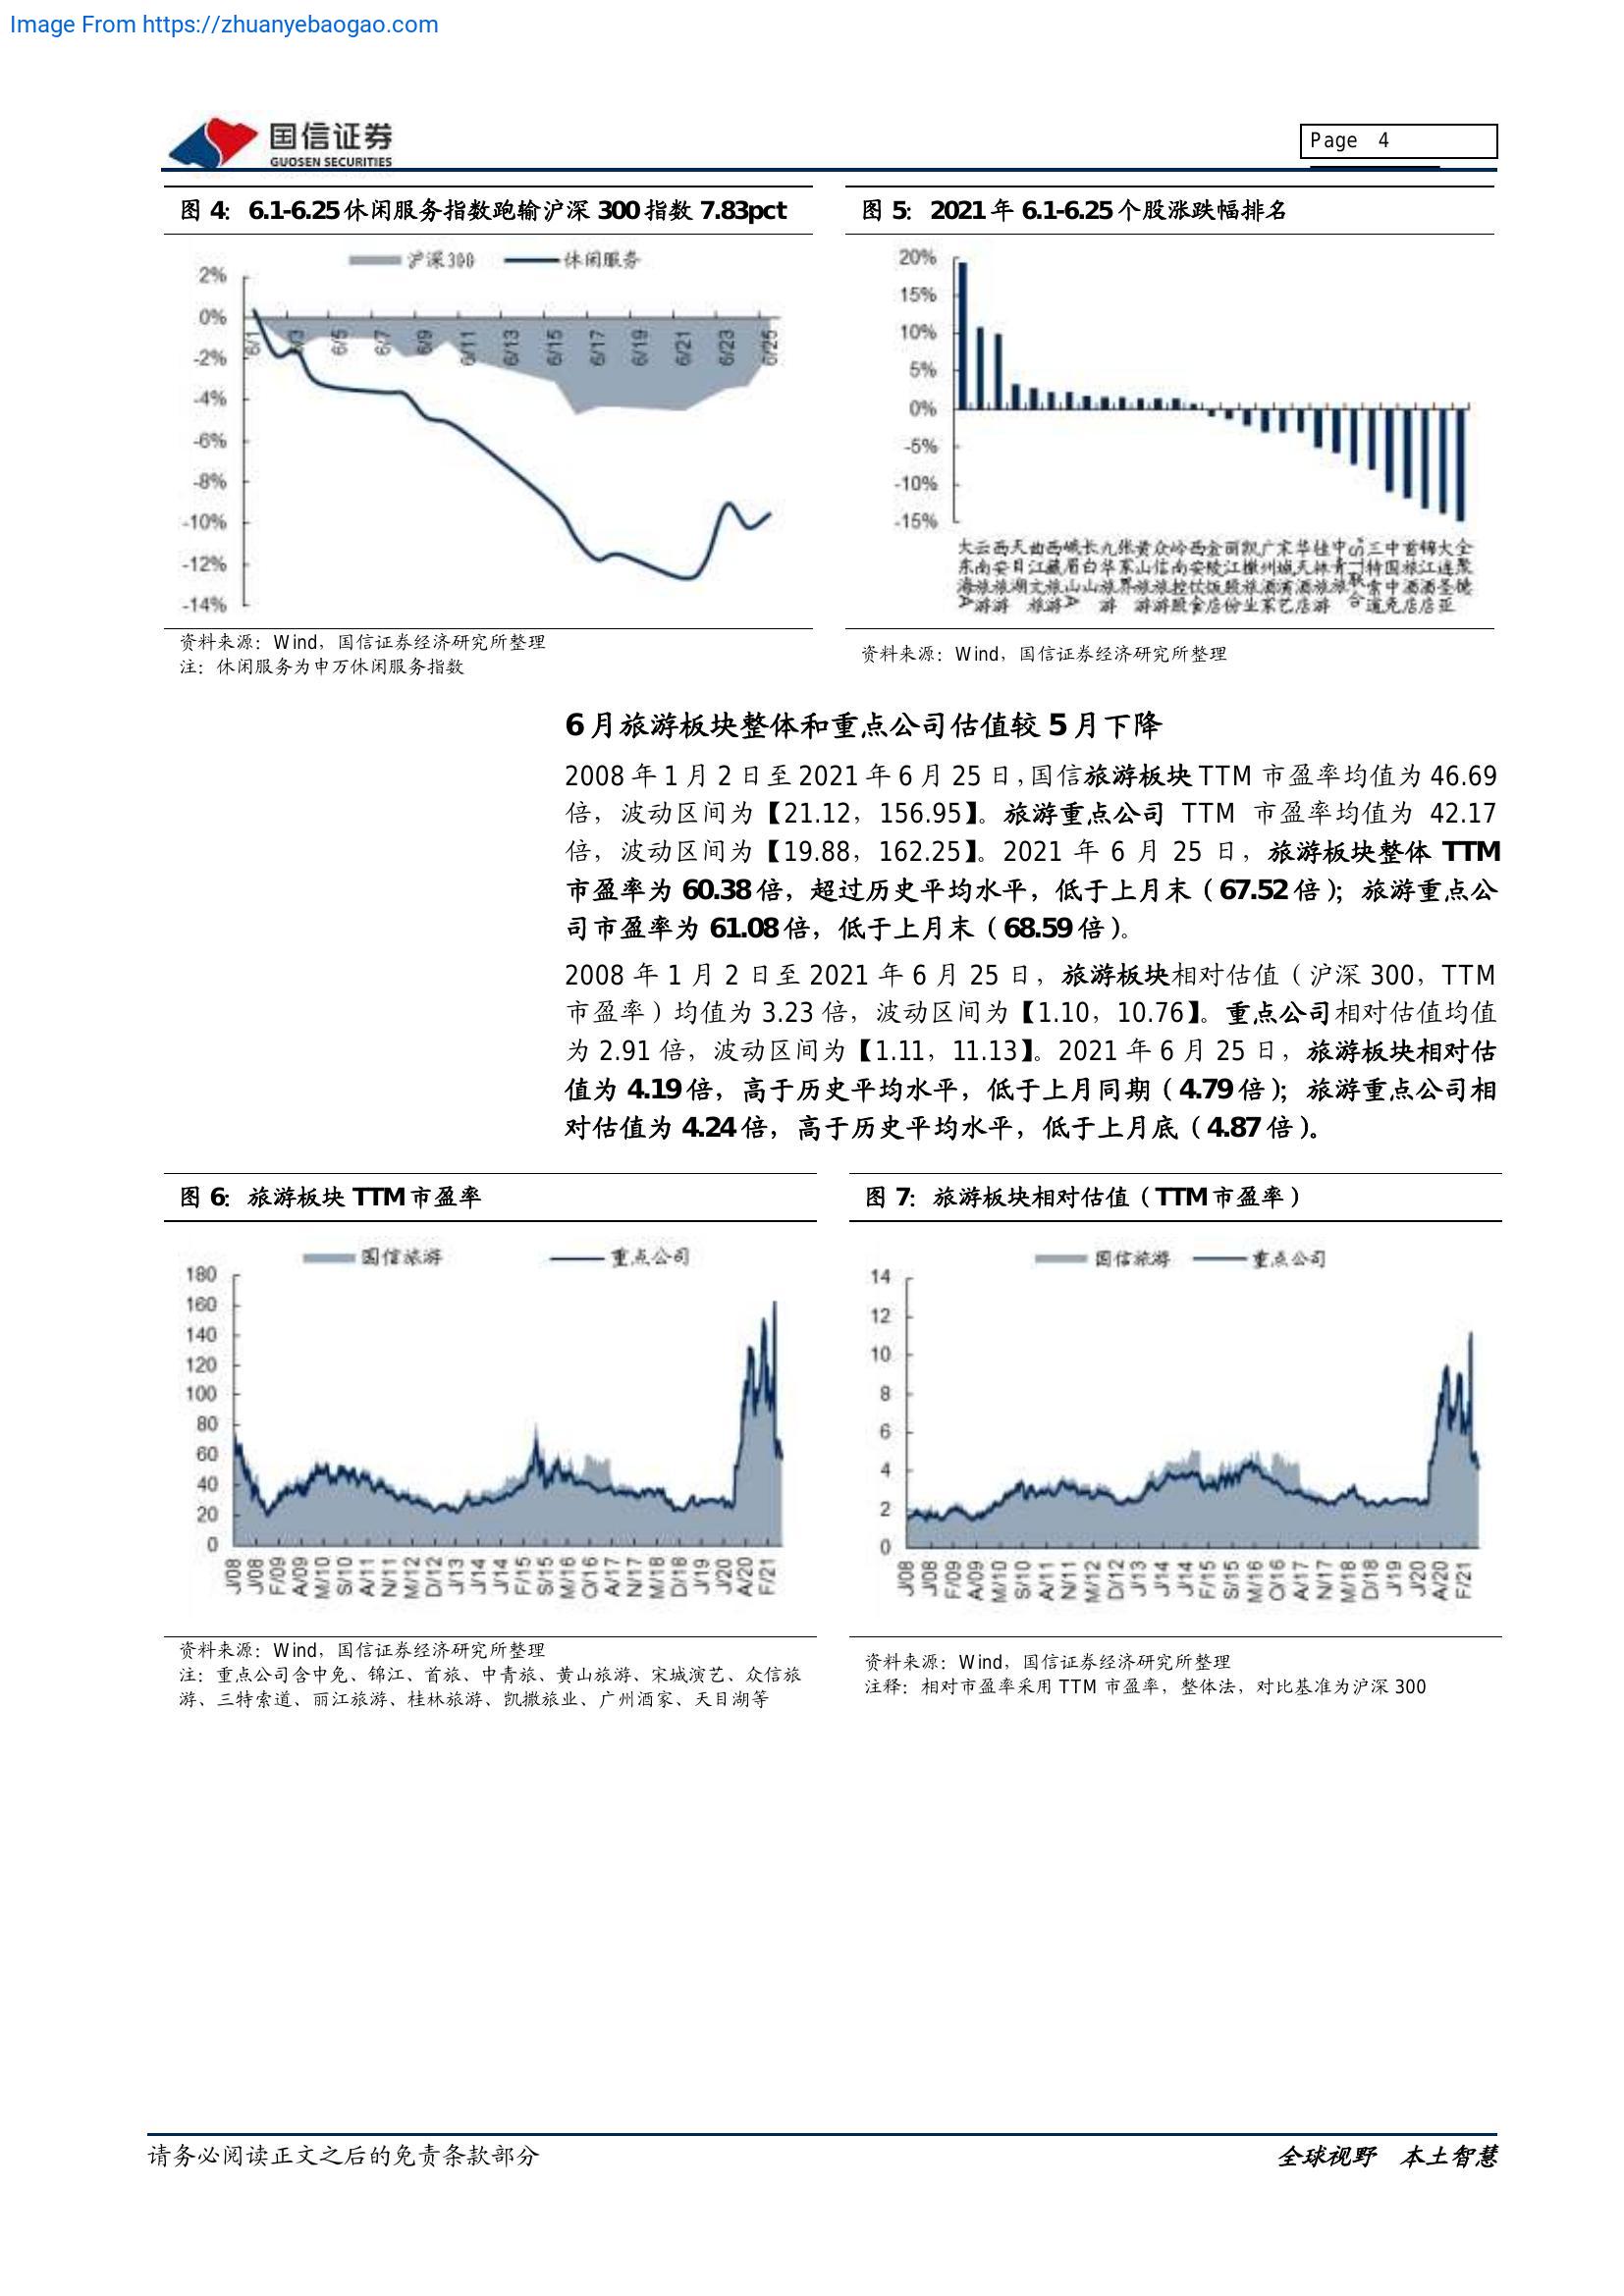 Image From https://zhuanyebaogao.com
国信证券
GUOSEN SECURITIES
Page 4
图 4：6.1-6.25 休闲服务指数跑输沪深 300 指数 7.83pct
沪深300 休闲服务
2%
0%
-2%
-4%
-6%
-8%
-10%
-12%
-14%
6/1 6/3 6/5 6/7 6/9 6/11 6/13 6/15 6/17 6/19 6/21 6/23 6/25
资料来源：Wind，国信证券经济研究所整理
注：休闲服务为申万休闲服务指数
图 5：2021 年 6.1-6.25 个股涨跌幅排名
20%
15%
10%
5%
0%
-5%
-10%
-15%
大东海A 云南旅游 西安旅游 天目湖 曲江文旅 西藏旅游 峨眉山A 长白山 九华旅游 张家界 黄山旅游 众信旅游 岭南控股 西安饮食 金陵饭店 丽江股份 凯撒旅业 广州酒家 宋城演艺 华天酒店 桂林旅游 中青旅 ST联合 三特索道 中国中免 首旅酒店 锦江酒店 大连圣亚 全聚德
资料来源：Wind，国信证券经济研究所整理
6 月旅游板块整体和重点公司估值较 5 月下降
2008 年 1 月 2 日至 2021 年 6 月 25 日，国信旅游板块 TTM 市盈率均值为 46.69
倍，波动区间为【21.12，156.95】。旅游重点公司 TTM 市盈率均值为 42.17
倍，波动区间为【19.88，162.25】。2021 年 6 月 25 日，旅游板块整体 TTM
市盈率为 60.38 倍，超过历史平均水平，低于上月末（67.52 倍）；旅游重点公
司市盈率为 61.08 倍，低于上月末（68.59 倍）。
2008 年 1 月 2 日至 2021 年 6 月 25 日，旅游板块相对估值（沪深 300，TTM
市盈率）均值为 3.23 倍，波动区间为【1.10，10.76】。重点公司相对估值均值
为 2.91 倍，波动区间为【1.11，11.13】。2021 年 6 月 25 日，旅游板块相对估
值为 4.19 倍，高于历史平均水平，低于上月同期（4.79 倍）；旅游重点公司相
对估值为 4.24 倍，高于历史平均水平，低于上月底（4.87 倍）。
图 6：旅游板块 TTM 市盈率
国信旅游 重点公司
180
160
140
120
100
80
60
40
20
0
J/08 J/08 F/09 A/09 M/10 S/10 A/11 N/11 M/12 D/12 J/13 J/14 J/14 F/15 S/15 M/16 O/16 A/17 N/17 M/18 D/18 J/19 J/20 A/20 F/21
资料来源：Wind，国信证券经济研究所整理
注：重点公司含中免、锦江、首旅、中青旅、黄山旅游、宋城演艺、众信旅
游、三特索道、丽江旅游、桂林旅游、凯撒旅业、广州酒家、天目湖等
图 7：旅游板块相对估值（TTM 市盈率）
国信旅游 重点公司
14
12
10
8
6
4
2
0
J/08 J/08 F/09 A/09 M/10 S/10 A/11 N/11 M/12 D/12 J/13 J/14 J/14 F/15 S/15 M/16 O/16 A/17 N/17 M/18 D/18 J/19 J/20 A/20 F/21
资料来源：Wind，国信证券经济研究所整理
注释：相对市盈率采用 TTM 市盈率，整体法，对比基准为沪深 300
请务必阅读正文之后的免责条款部分
全球视野 本土智慧